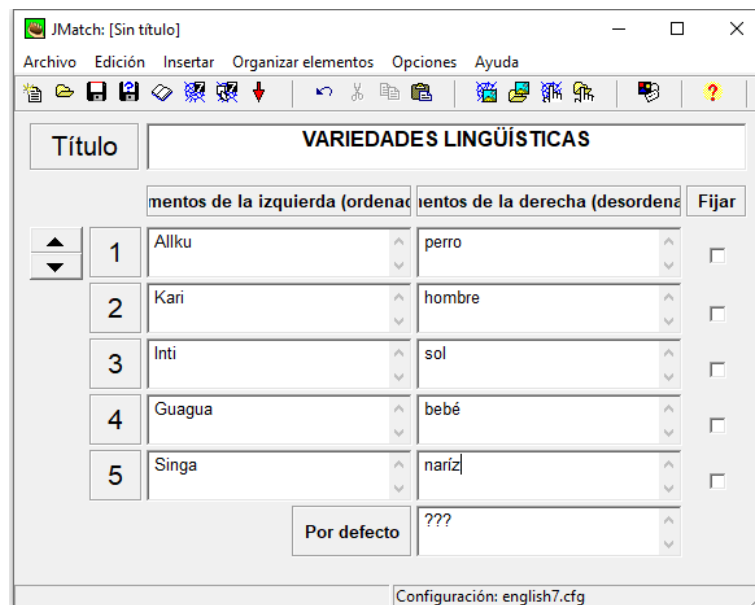 JMatch: [Sin título]
Archivo Edición Insertar Organizar elementos Opciones Ayuda
Título VARIEDADES LINGÜÍSTICAS
mentos de la izquierda (ordenad mentos de la derecha (desordena Fijar
1 Allku perro
2 Kari hombre
3 Inti sol
4 Guagua bebé
5 Singa naríz
Por defecto ???
Configuración: english7.cfg